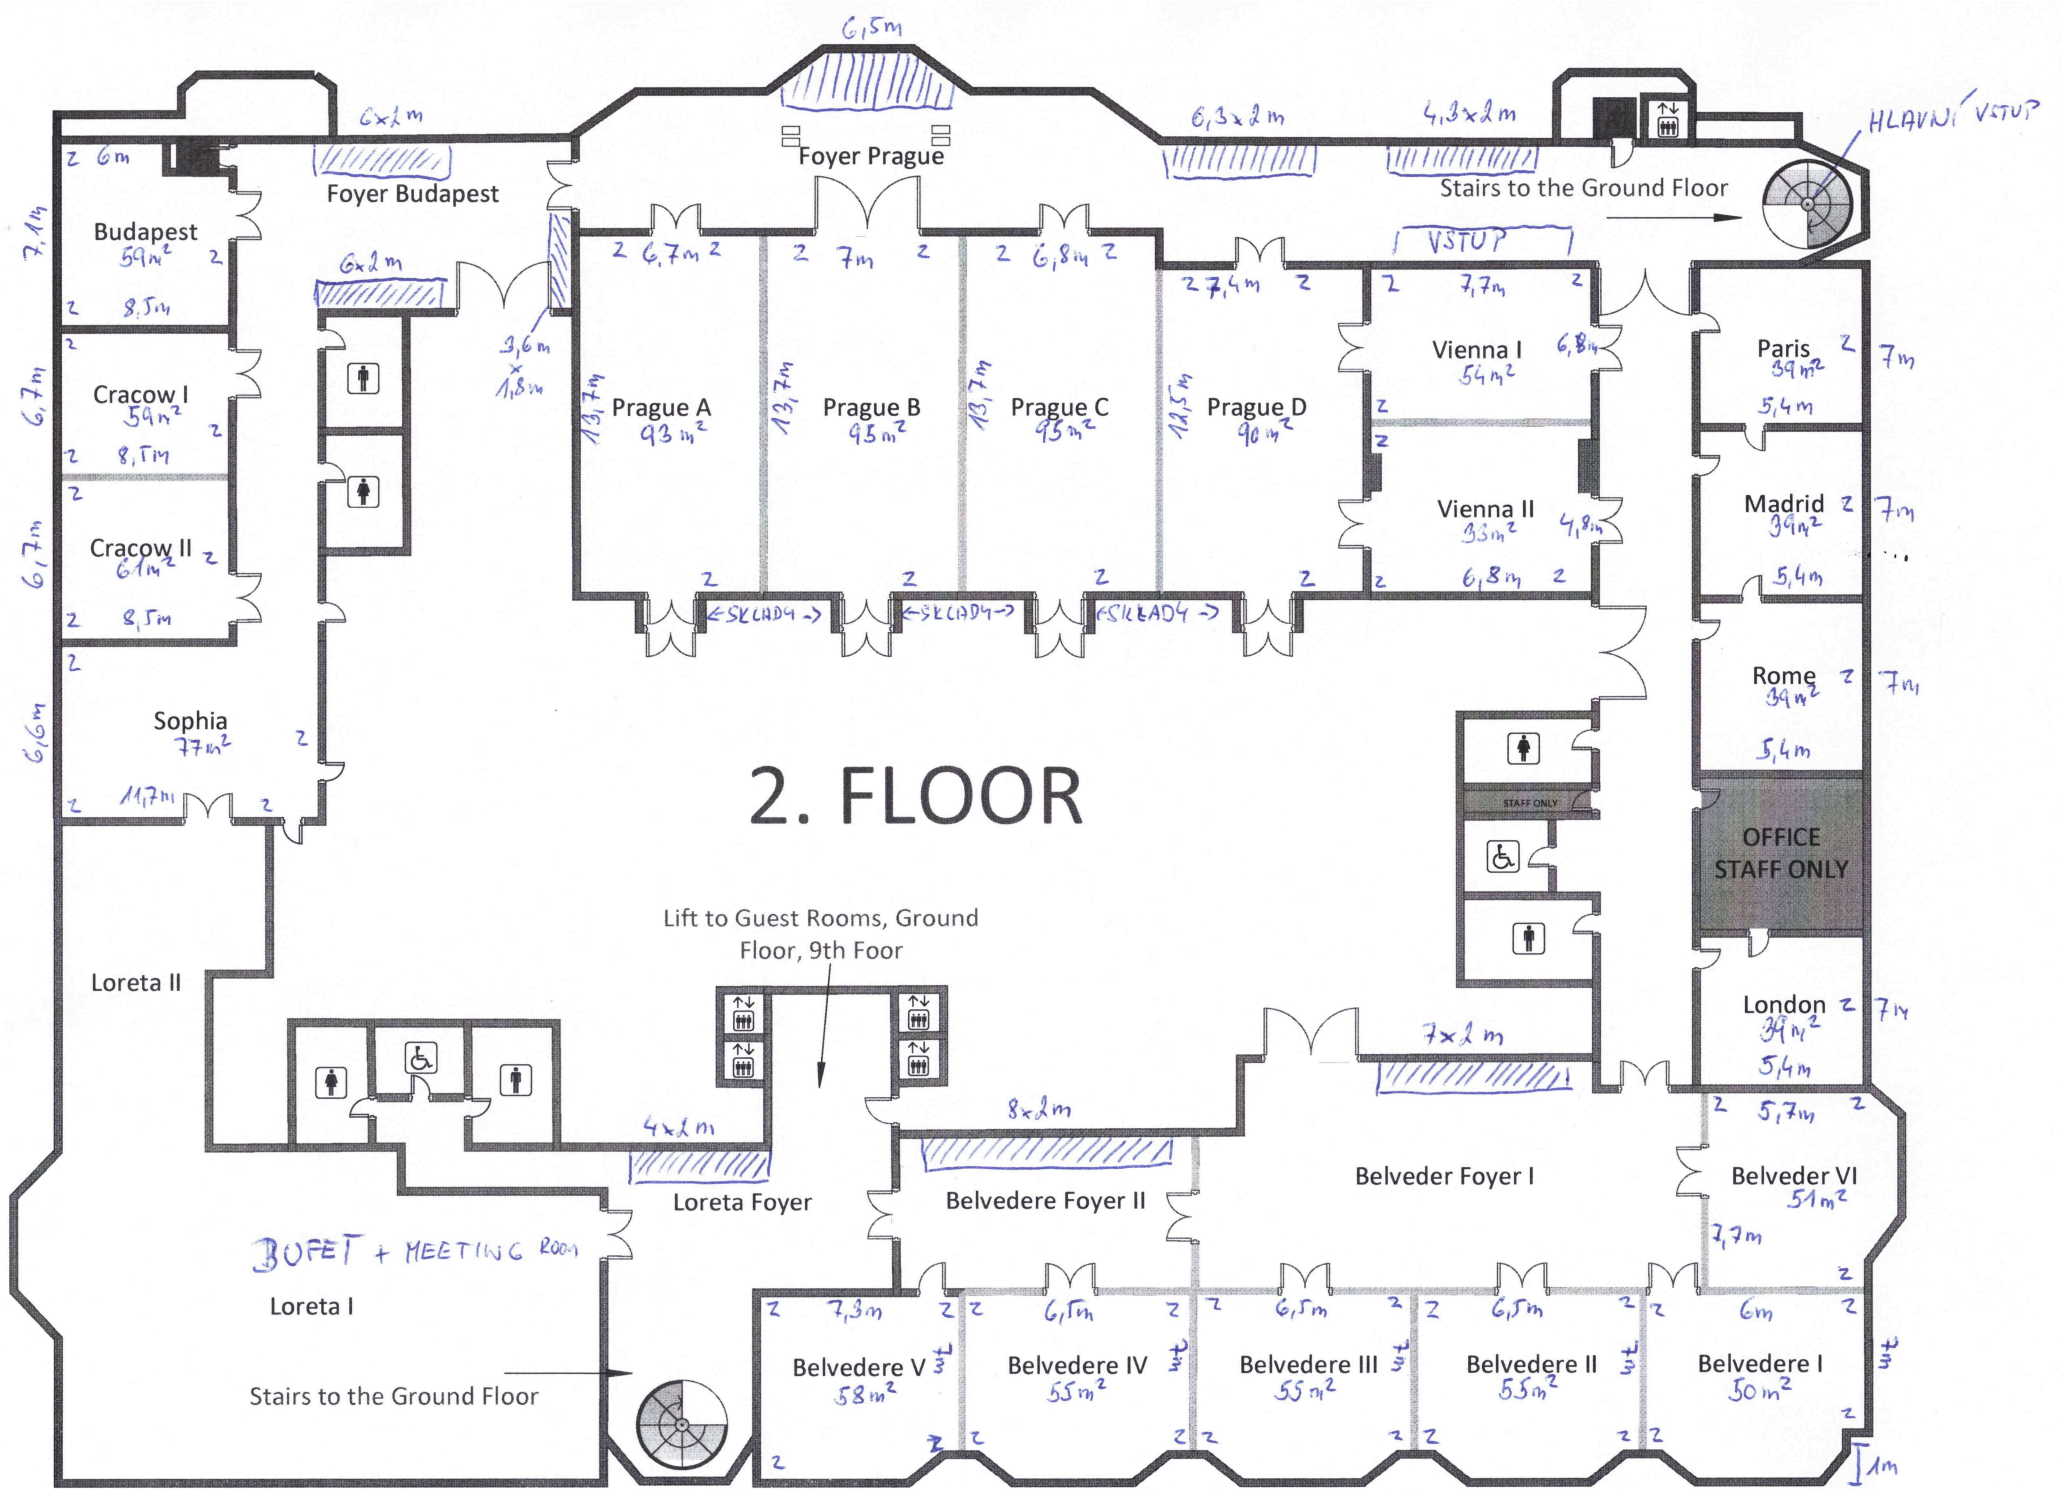 6,5m
6x2m
6,3x2m
4,3x2m
HLAVNÍ VSTUP
Foyer Prague
Stairs to the Ground Floor
VSTUP
Foyer Budapest
6x2m
3,6m
x
1,8m
z 6m
7,1m
Budapest
59m²
z
z 8,5m
z
6,7m
Cracow I
59m²
z
z 8,5m
z
6,7m
Cracow II
61m²
z
z 8,5m
z
6,6m
Sophia
77m²
z
z 11,7m z
z 6,7m z
13,7m
Prague A
93m²
z
z 7m z
13,7m
Prague B
95m²
z
z 6,8m z
13,7m
Prague C
95m²
z
z 7,4m z
12,5m
Prague D
90m²
z
←SKLADY→
←SKLADY→
←SKLADY→
z 7,7m z
Vienna I
54m²
6,8m
z
z
Vienna II
33m²
4,8m
z 6,8m z
Paris
39m²
z
7m
5,4m
Madrid
39m²
z
7m
5,4m
Rome
39m²
z
7m
5,4m
STAFF ONLY
OFFICE
STAFF ONLY
London
39m²
z
7m
5,4m
2. FLOOR
Lift to Guest Rooms, Ground
Floor, 9th Foor
Loreta II
4x2m
8x2m
7x2m
Loreta Foyer
Belvedere Foyer II
Belveder Foyer I
z 5,7m z
Belveder VI
51m²
7,7m
z
BUFET + MEETING ROOM
Loreta I
Stairs to the Ground Floor
z 7,3m z
Belvedere V
58m²
7m
z
z
z 6,5m z
Belvedere IV
55m²
7m
z z
z 6,5m z
Belvedere III
55m²
7m
z z
z 6,5m z
Belvedere II
55m²
7m
z z
z 6m z
Belvedere I
50m²
7m
z z
1m